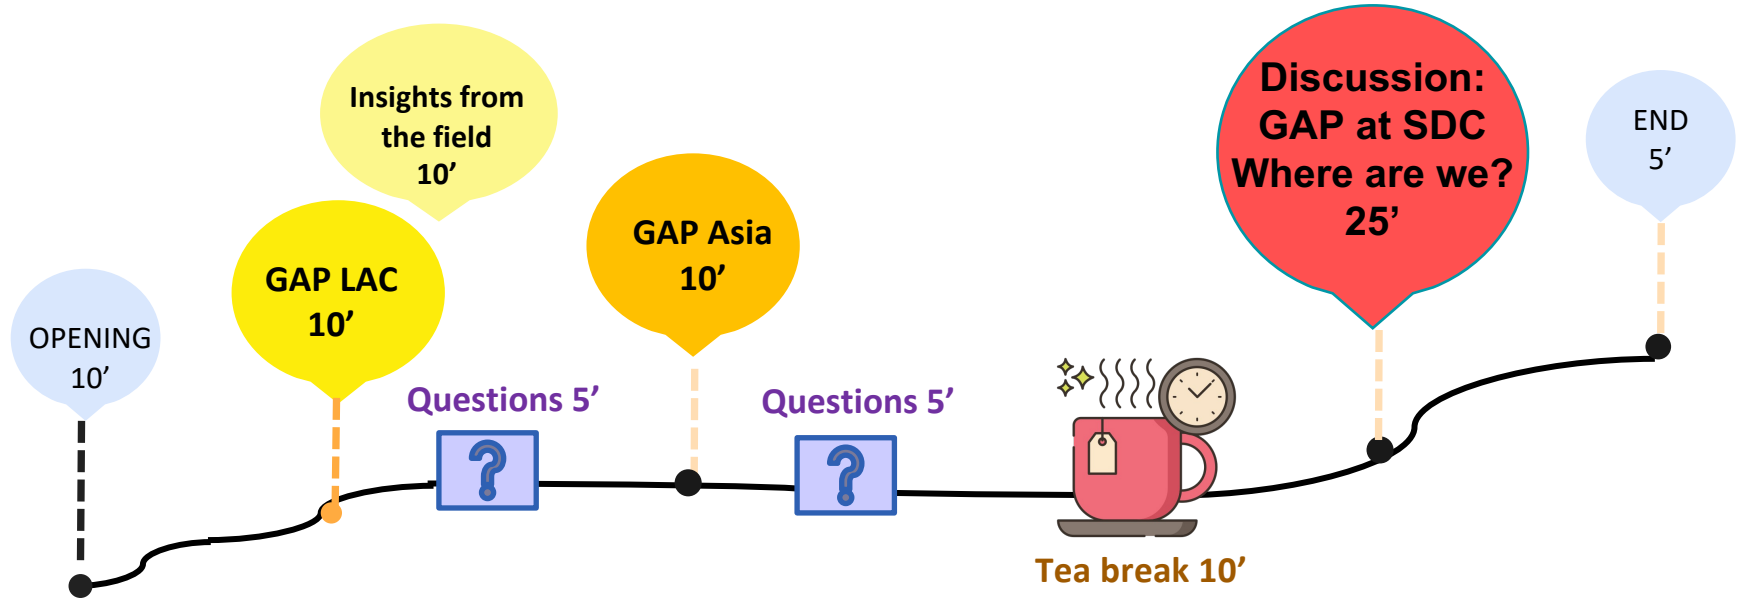 OPENING
10’
GAP LAC
10’
Insights from
the field
10’
Questions 5’
GAP Asia
10’
Questions 5’
Tea break 10’
Discussion:
GAP at SDC
Where are we?
25’
END
5’